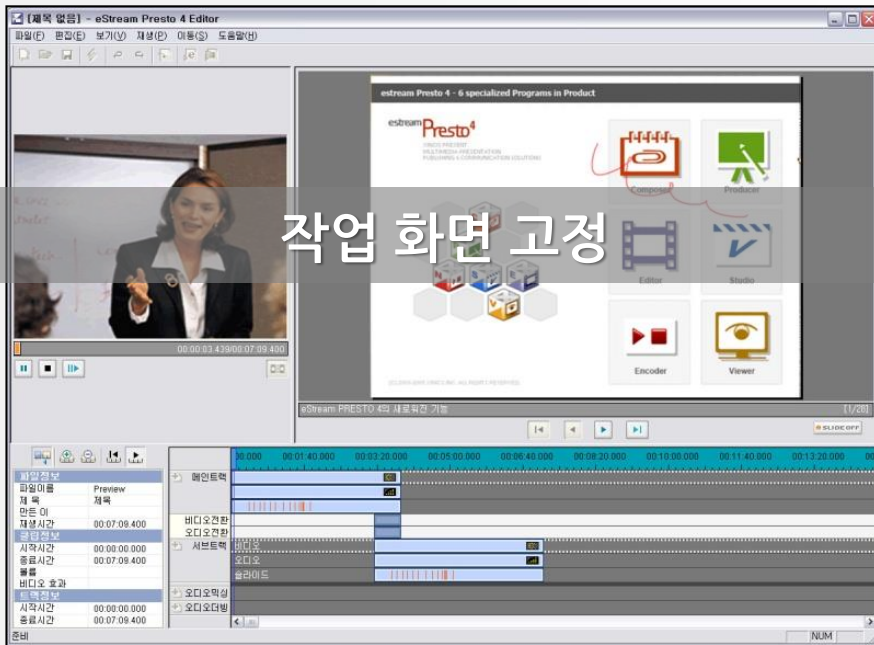 [제목 없음] - eStream Presto 4 Editor
파일(F) 편집(E) 보기(V) 재생(P) 이동(S) 도움말(H)
estream Presto 4 - 6 specialized Programs in Product
estream Presto 4
MULTIMEDIA PRESENTATION
PUBLISHING & COMMUNICATION SOLUTION
Composer
Producer
작업 화면 고정
Editor
Studio
Encoder
Viewer
00:00:03.439/00:07:09.400
eStream PRESTO 4의 새로워진 기능
[1/28]
SLIDE OFF
00:01:40.000 00:03:20.000 00:05:00.000 00:06:40.000 00:08:20.000 00:10:00.000 00:11:40.000 00:13:20.000
파일정보
파일이름 Preview
제 목 제목
만든 이
재생시간 00:07:09.400
클립정보
시작시간 00:00:00.000
종료시간 00:07:09.400
볼륨
비디오 효과
트랙정보
시작시간 00:00:00.000
종료시간 00:07:09.400
메인트랙
비디오전환
오디오전환
서브트랙
비디오
오디오
슬라이드
오디오믹싱
오디오더빙
준비
NUM